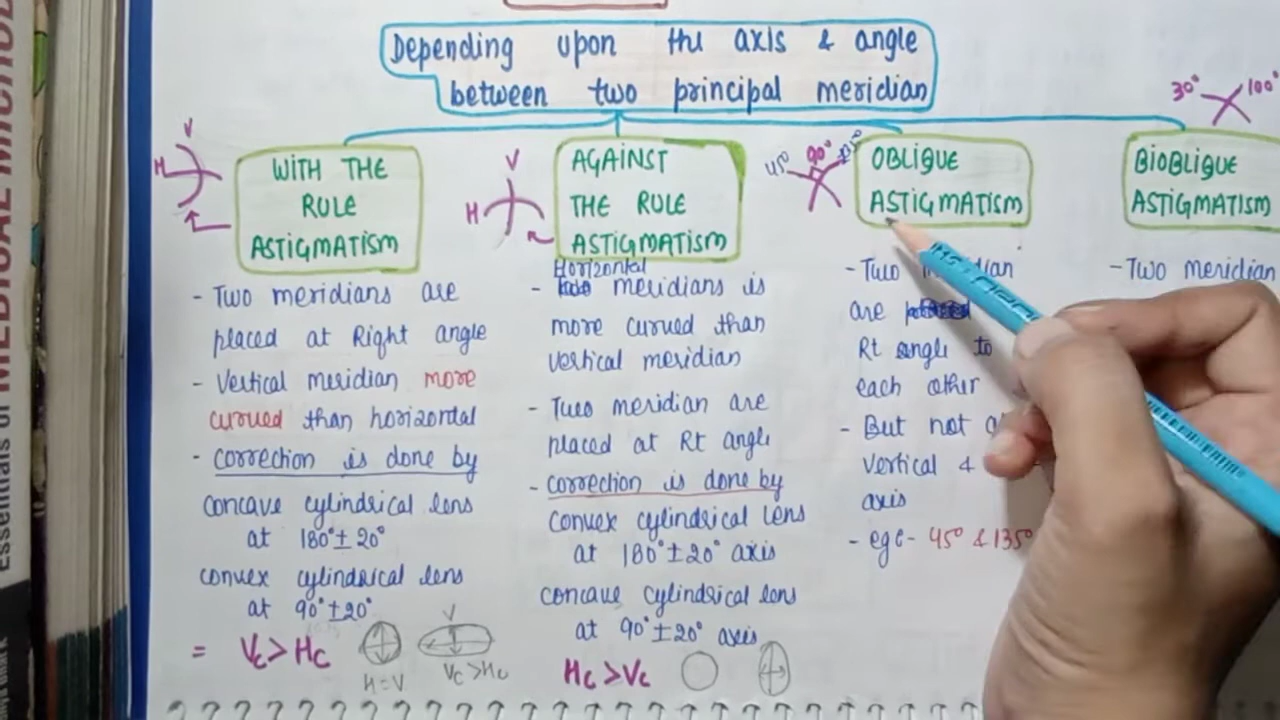 Depending upon the axis & angle
between two principal meridian
30° 100°
V
H
WITH THE
RULE
ASTIGMATISM
- Two meridians are
placed at Right angle
- Vertical meridian more
curved than horizontal
- correction is done by
concave cylindrical lens
at 180°±20°
convex cylindrical lens
at 90°±20°
= Vc>Hc
H=V
V
Vc>Hc
V
H
AGAINST
THE RULE
ASTIGMATISM
Horizontal
- meridians is
more curved than
vertical meridian
- Two meridian are
placed at Rt angle
- correction is done by
convex cylindrical lens
at 180°±20° axis
concave cylindrical lens
at 90°±20° axis
Hc>Vc
45° 90°
OBLIQUE
ASTIGMATISM
- Two
are
Rt angle to
each other
- But not
vertical &
axis
- eg:- 45° & 135°
BIOBLIQUE
ASTIGMATISM
- Two meridian
Essentials of MEDICAL